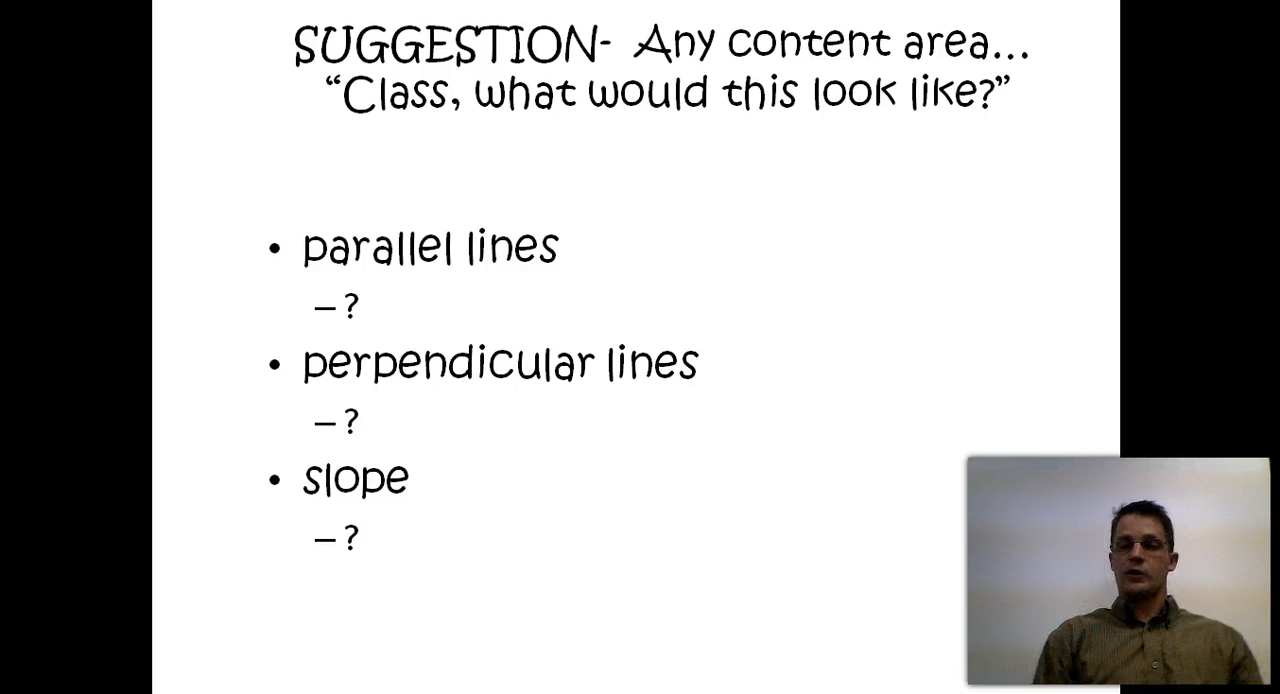 SUGGESTION- Any content area...
“Class, what would this look like?”
• parallel lines
– ?
• perpendicular lines
– ?
• slope
– ?